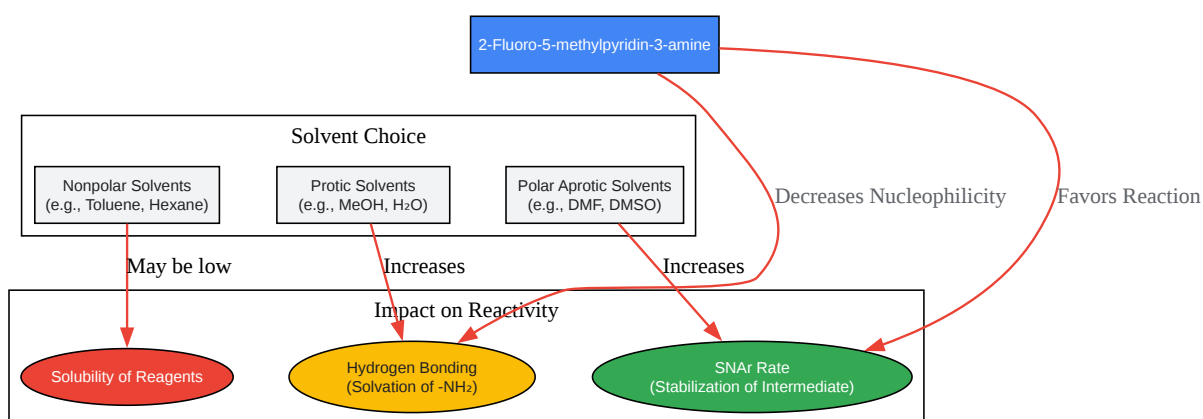 2-Fluoro-5-methylpyridin-3-amine
Solvent Choice
Nonpolar Solvents
(e.g., Toluene, Hexane)
Protic Solvents
(e.g., MeOH, H₂O)
Polar Aprotic Solvents
(e.g., DMF, DMSO)
Decreases Nucleophilicity
Favors Reaction
May be low
Increases
Increases
Impact on Reactivity
Solubility of Reagents
Hydrogen Bonding
(Solvation of -NH₂)
SNAr Rate
(Stabilization of Intermediate)